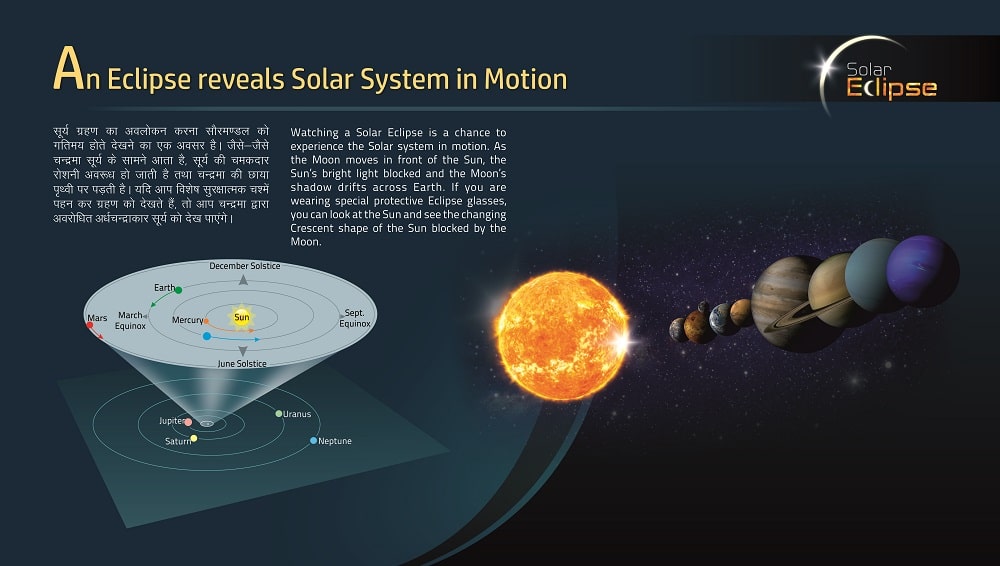 An Eclipse reveals Solar System in Motion
Solar
Eclipse
सूर्य ग्रहण का अवलोकन करना सौरमण्डल को
गतिमय होते देखने का एक अवसर है। जैसे–जैसे
चन्द्रमा सूर्य के सामने आता है, सूर्य की चमकदार
रोशनी अवरूध हो जाती है तथा चन्द्रमा की छाया
पृथ्वी पर पड़ती है। यदि आप विशेष सुरक्षात्मक चश्में
पहन कर ग्रहण को देखते हैं, तो आप चन्द्रमा द्वारा
अवरोधित अर्धचन्द्राकार सूर्य को देख पाएंगे।
Watching a Solar Eclipse is a chance to
experience the Solar system in motion. As
the Moon moves in front of the Sun, the
Sun's bright light blocked and the Moon's
shadow drifts across Earth. If you are
wearing special protective Eclipse glasses,
you can look at the Sun and see the changing
Crescent shape of the Sun blocked by the
Moon.
December Solstice
Earth
Mars
March
Equinox
Mercury
Sun
Sept.
Equinox
June Solstice
Jupiter
Uranus
Saturn
Neptune